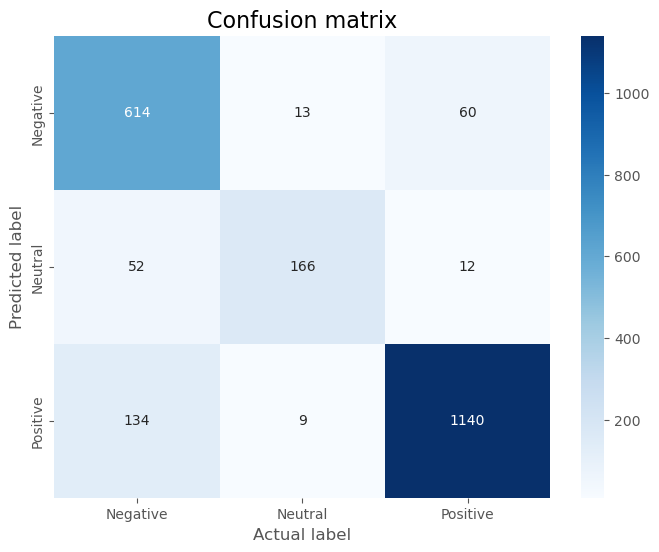 Confusion matrix
Predicted label
Negative
614
13
60
Neutral
52
166
12
Positive
134
9
1140
Negative
Neutral
Positive
Actual label
1000
800
600
400
200